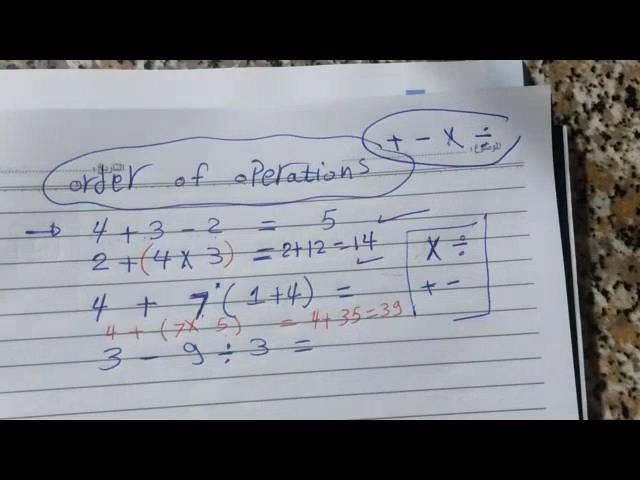 + - × ÷
order of operations
→ 4 + 3 - 2 = 5 ✓
2 + (4 × 3) = 2+12=14 ✓
× ÷
+ -
4 + 7·(1+4) =
4 + (7× 5) = 4+35=39
3 - 9 ÷ 3 =